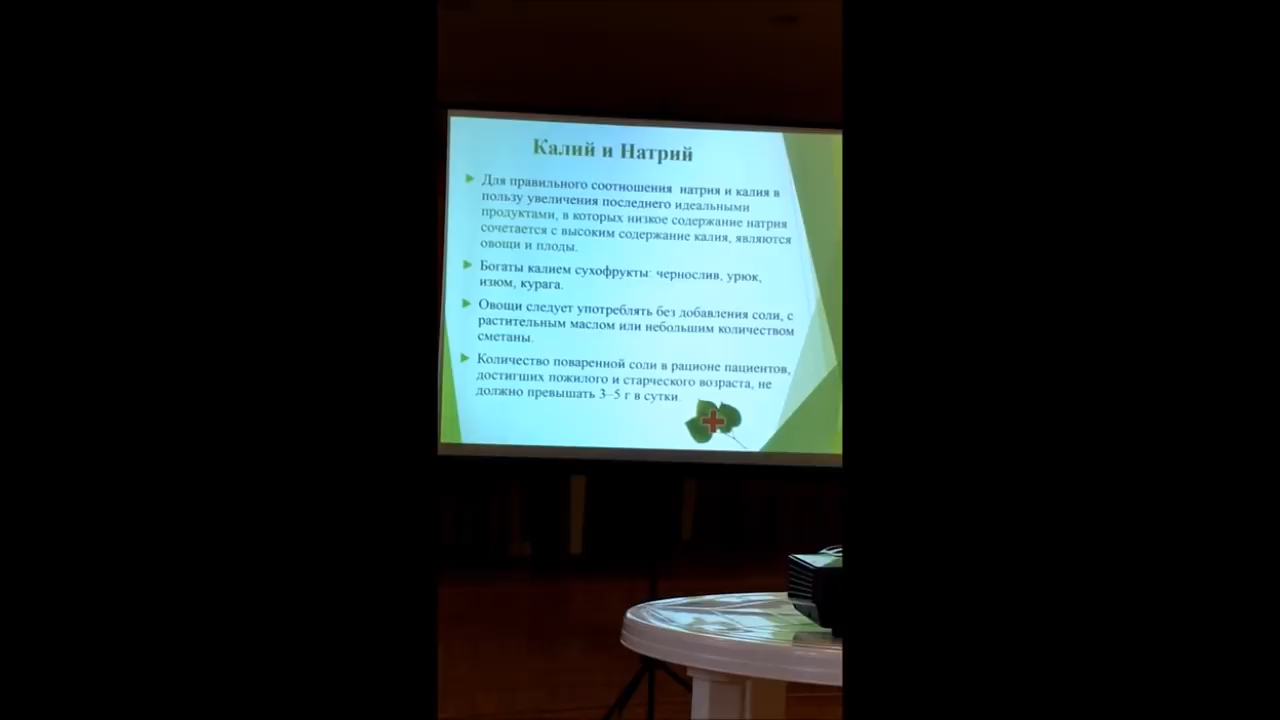 Калий и Натрий
Для правильного соотношения натрия и калия в
пользу увеличения последнего идеальными
продуктами, в которых низкое содержание натрия
сочетается с высоким содержание калия, являются
овощи и плоды.
Богаты калием сухофрукты: чернослив, урюк,
изюм, курага.
Овощи следует употреблять без добавления соли, с
растительным маслом или небольшим количеством
сметаны.
Количество поваренной соли в рационе пациентов,
достигших пожилого и старческого возраста, не
должно превышать 3–5 г в сутки.